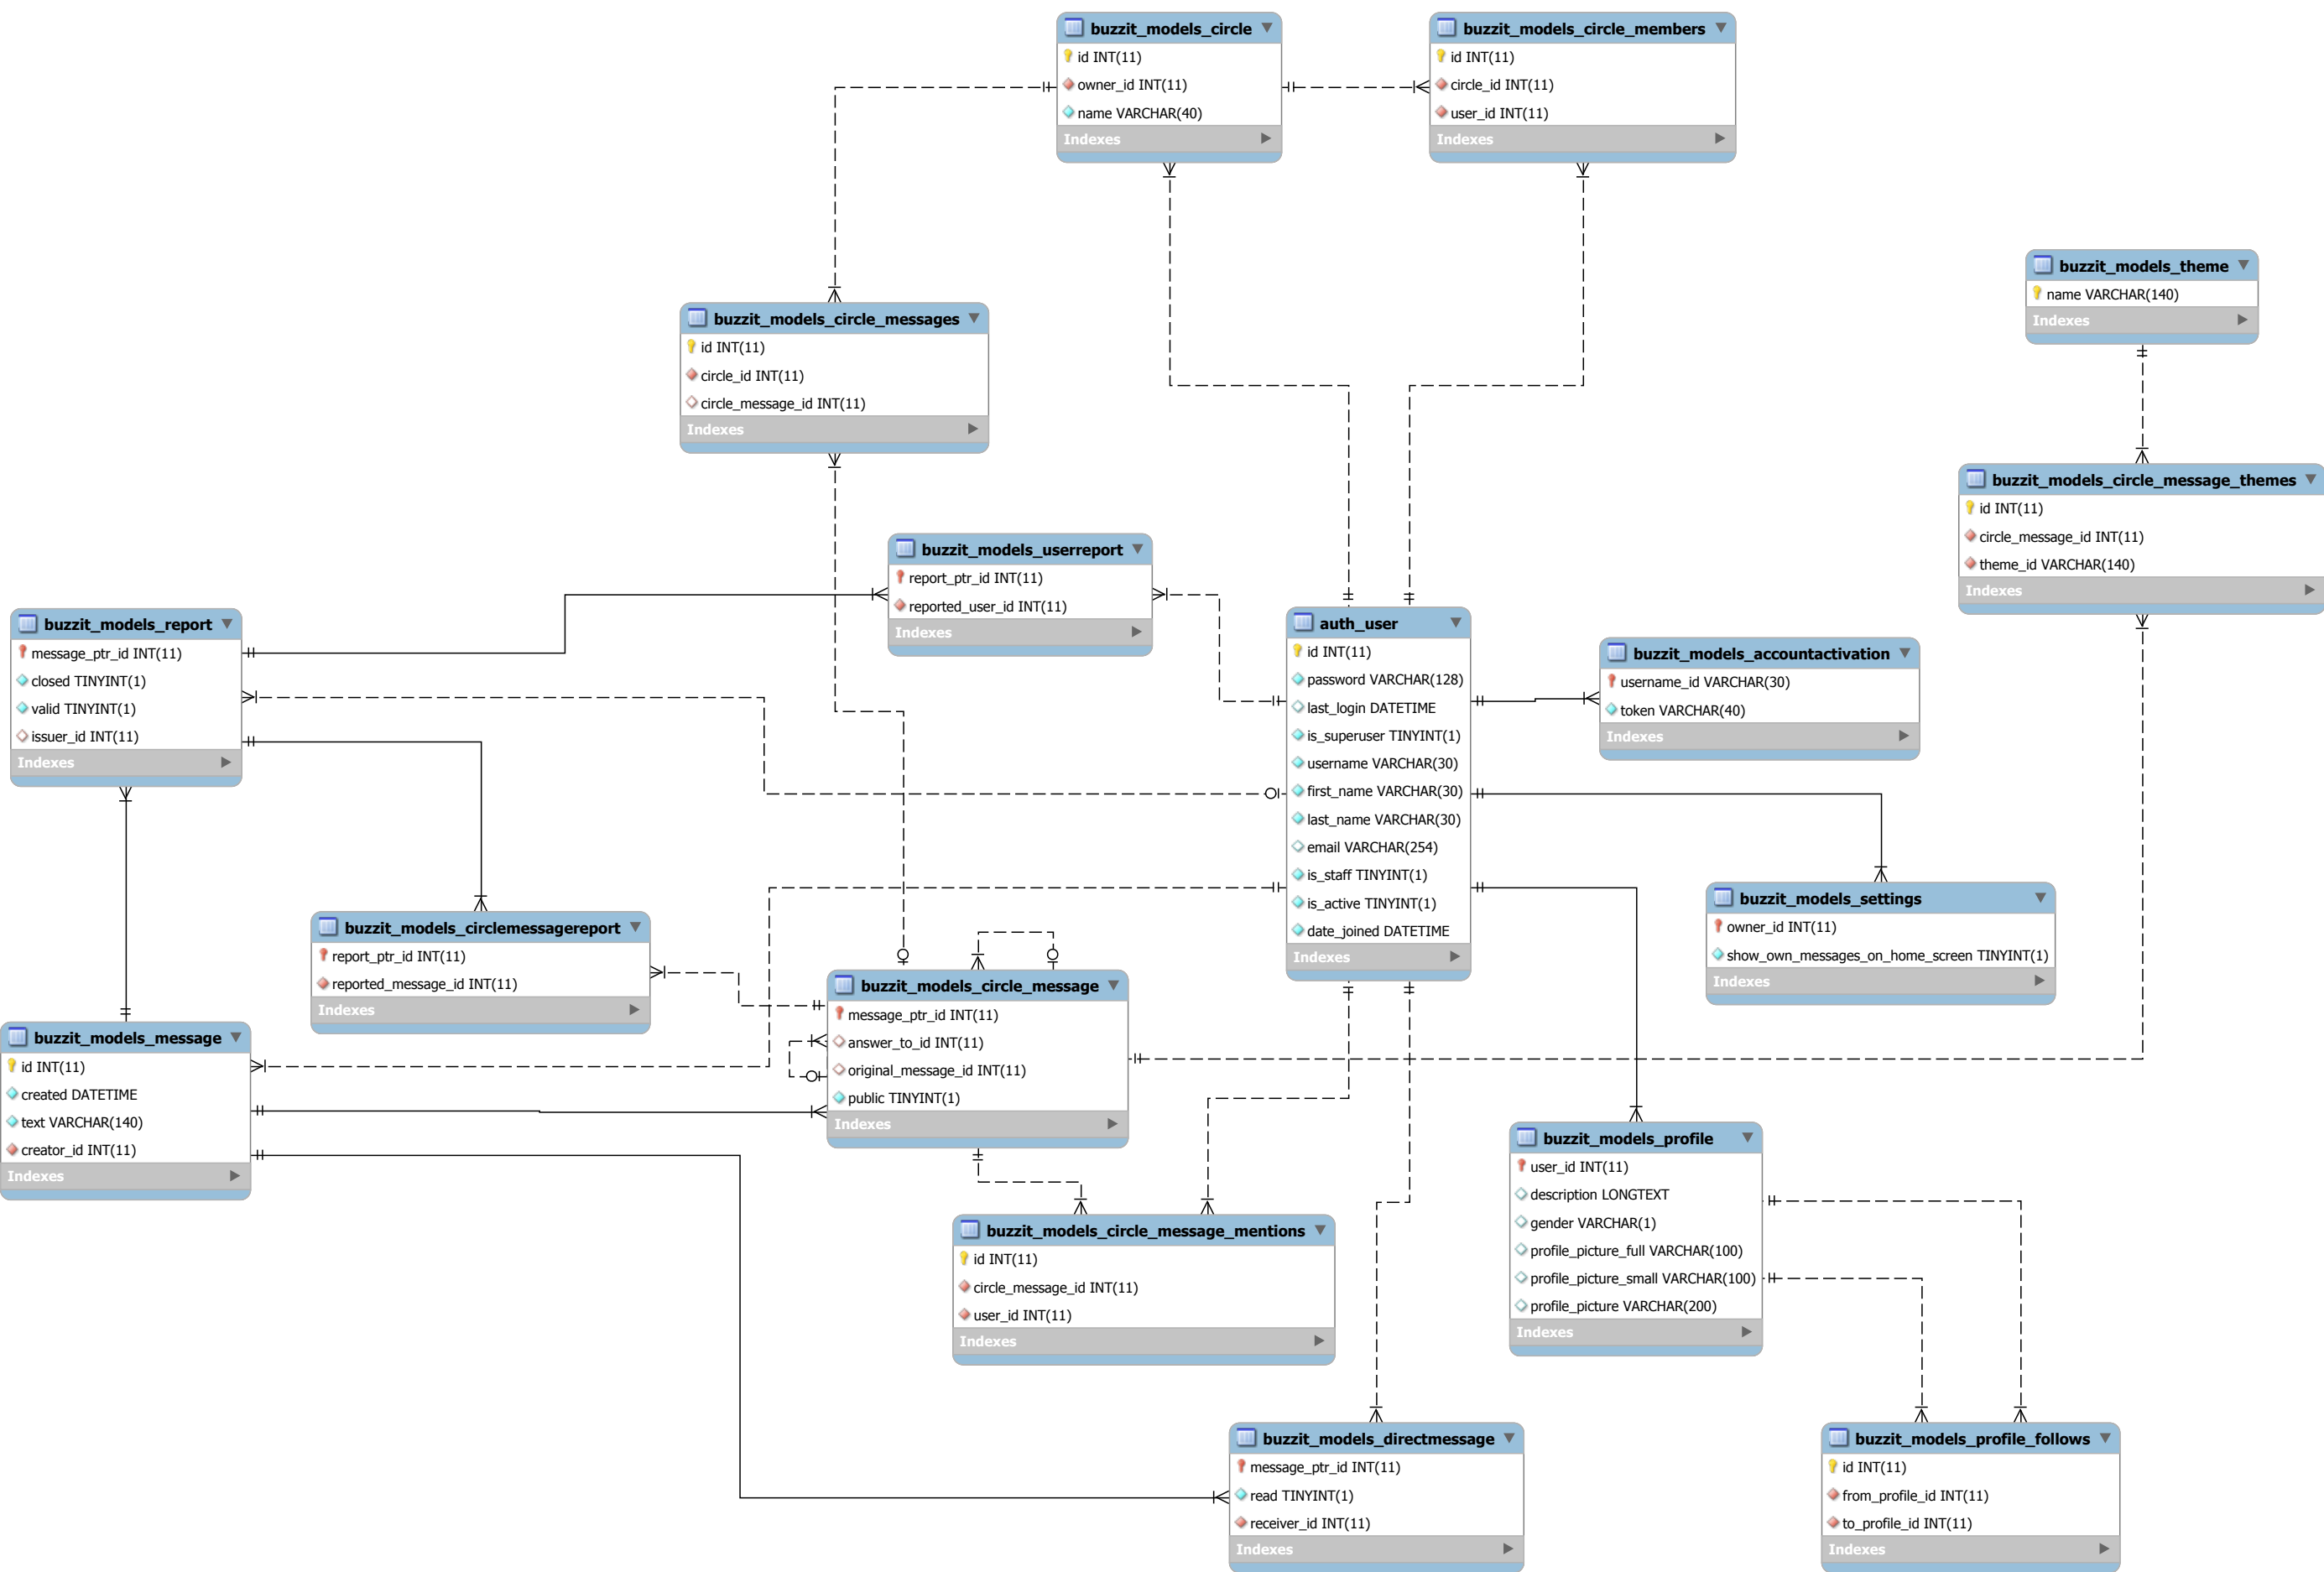 buzzit_models_circle
id INT(11)
owner_id INT(11)
name VARCHAR(40)
Indexes
buzzit_models_circle_members
id INT(11)
circle_id INT(11)
user_id INT(11)
Indexes
buzzit_models_theme
name VARCHAR(140)
Indexes
buzzit_models_circle_messages
id INT(11)
circle_id INT(11)
circle_message_id INT(11)
Indexes
buzzit_models_circle_message_themes
id INT(11)
circle_message_id INT(11)
theme_id VARCHAR(140)
Indexes
buzzit_models_userreport
report_ptr_id INT(11)
reported_user_id INT(11)
Indexes
buzzit_models_report
message_ptr_id INT(11)
closed TINYINT(1)
valid TINYINT(1)
issuer_id INT(11)
Indexes
auth_user
id INT(11)
password VARCHAR(128)
last_login DATETIME
is_superuser TINYINT(1)
username VARCHAR(30)
first_name VARCHAR(30)
last_name VARCHAR(30)
email VARCHAR(254)
is_staff TINYINT(1)
is_active TINYINT(1)
date_joined DATETIME
Indexes
buzzit_models_accountactivation
username_id VARCHAR(30)
token VARCHAR(40)
Indexes
buzzit_models_settings
owner_id INT(11)
show_own_messages_on_home_screen TINYINT(1)
Indexes
buzzit_models_circlemessagereport
report_ptr_id INT(11)
reported_message_id INT(11)
Indexes
buzzit_models_circle_message
message_ptr_id INT(11)
answer_to_id INT(11)
original_message_id INT(11)
public TINYINT(1)
Indexes
buzzit_models_message
id INT(11)
created DATETIME
text VARCHAR(140)
creator_id INT(11)
Indexes
buzzit_models_profile
user_id INT(11)
description LONGTEXT
gender VARCHAR(1)
profile_picture_full VARCHAR(100)
profile_picture_small VARCHAR(100)
profile_picture VARCHAR(200)
Indexes
buzzit_models_circle_message_mentions
id INT(11)
circle_message_id INT(11)
user_id INT(11)
Indexes
buzzit_models_directmessage
message_ptr_id INT(11)
read TINYINT(1)
receiver_id INT(11)
Indexes
buzzit_models_profile_follows
id INT(11)
from_profile_id INT(11)
to_profile_id INT(11)
Indexes